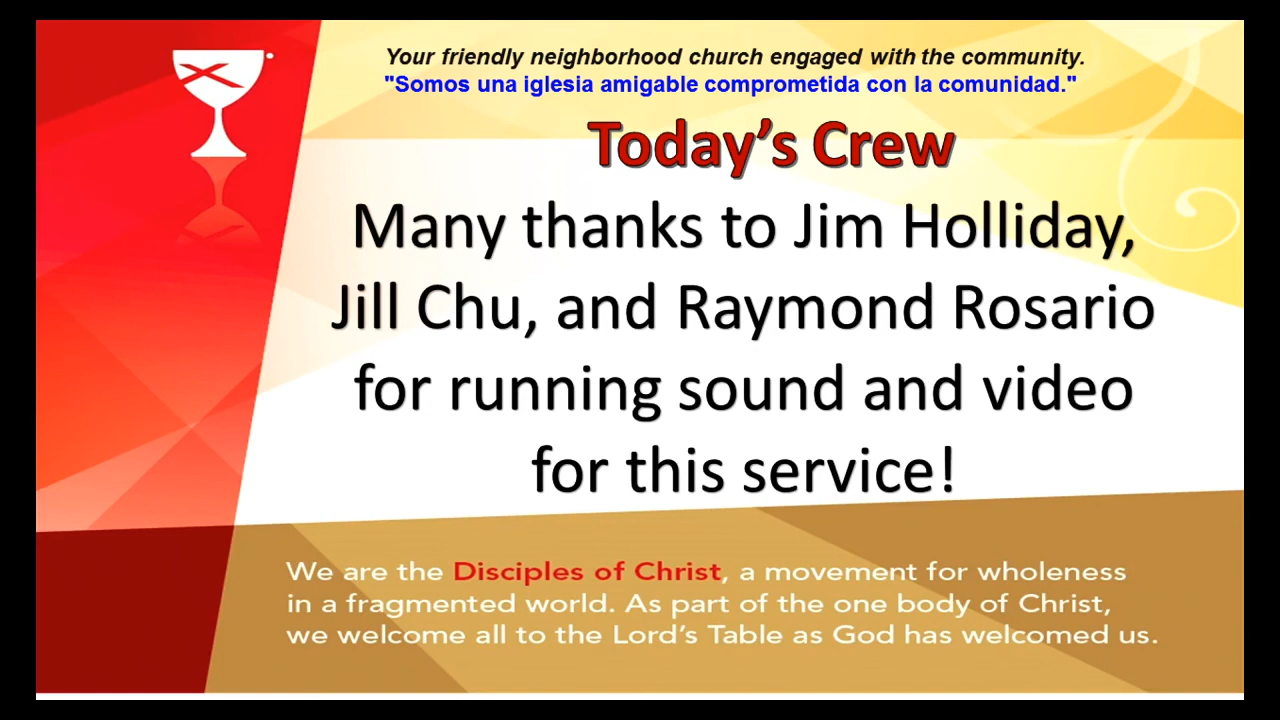 Your friendly neighborhood church engaged with the community.
"Somos una iglesia amigable comprometida con la comunidad."
Today's Crew
Many thanks to Jim Holliday,
Jill Chu, and Raymond Rosario
for running sound and video
for this service!
We are the Disciples of Christ, a movement for wholeness
in a fragmented world. As part of the one body of Christ,
we welcome all to the Lord's Table as God has welcomed us.